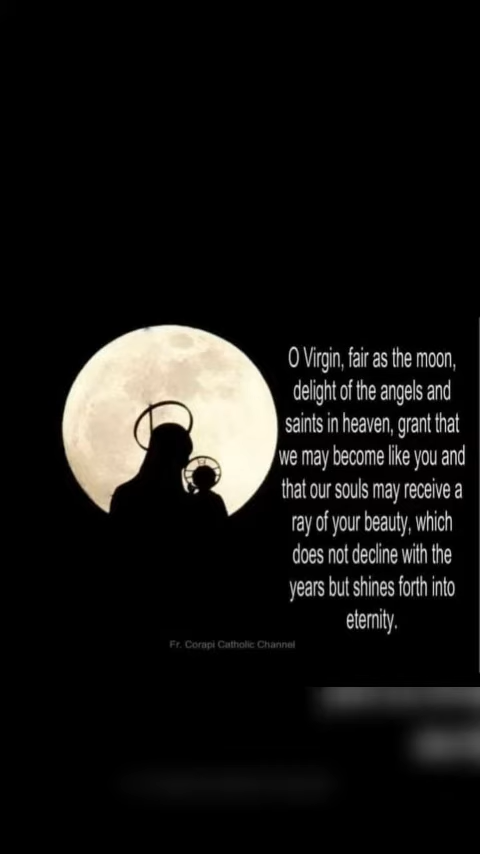 O Virgin, fair as the moon,
delight of the angels and
saints in heaven, grant that
we may become like you and
that our souls may receive a
ray of your beauty, which
does not decline with the
years but shines forth into
eternity.
Fr. Corapi Catholic Channel